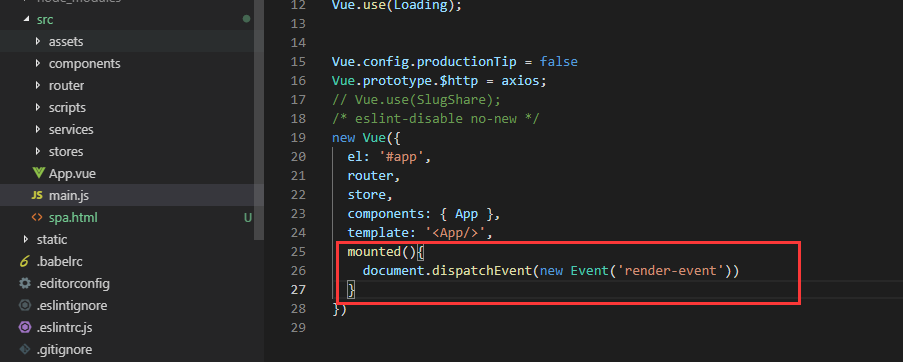 node_modules
src
assets
components
router
scripts
services
stores
App.vue
JS main.js
<> spa.html U
static
.babelrc
.editorconfig
.eslintignore
.eslintrc.js
.gitignore
12 Vue.use(Loading);
13
14
15 Vue.config.productionTip = false
16 Vue.prototype.$http = axios;
17 // Vue.use(SlugShare);
18 /* eslint-disable no-new */
19 new Vue({
20 el: '#app',
21 router,
22 store,
23 components: { App },
24 template: '<App/>',
25 mounted(){
26 document.dispatchEvent(new Event('render-event'))
27 }
28 })
29